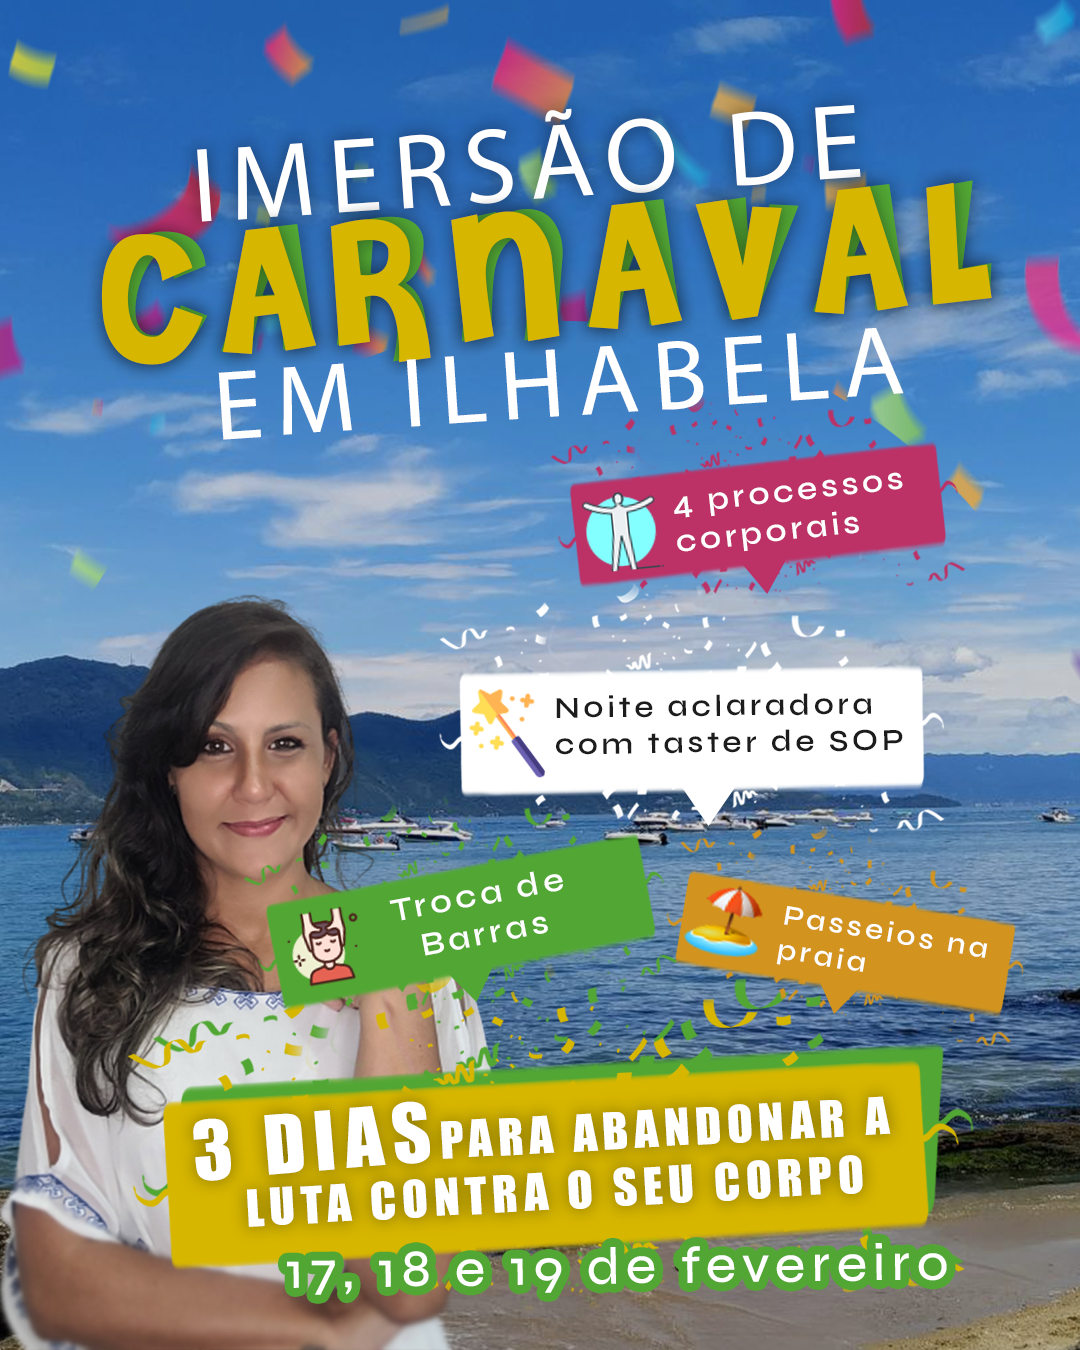 IMERSÃO DE
CARNAVAL
EM ILHABELA
4 processos
corporais
Noite aclaradora
com taster de SOP
Troca de
Barras
Passeios na
praia
3 DIAS PARA ABANDONAR A
LUTA CONTRA O SEU CORPO
17, 18 e 19 de fevereiro